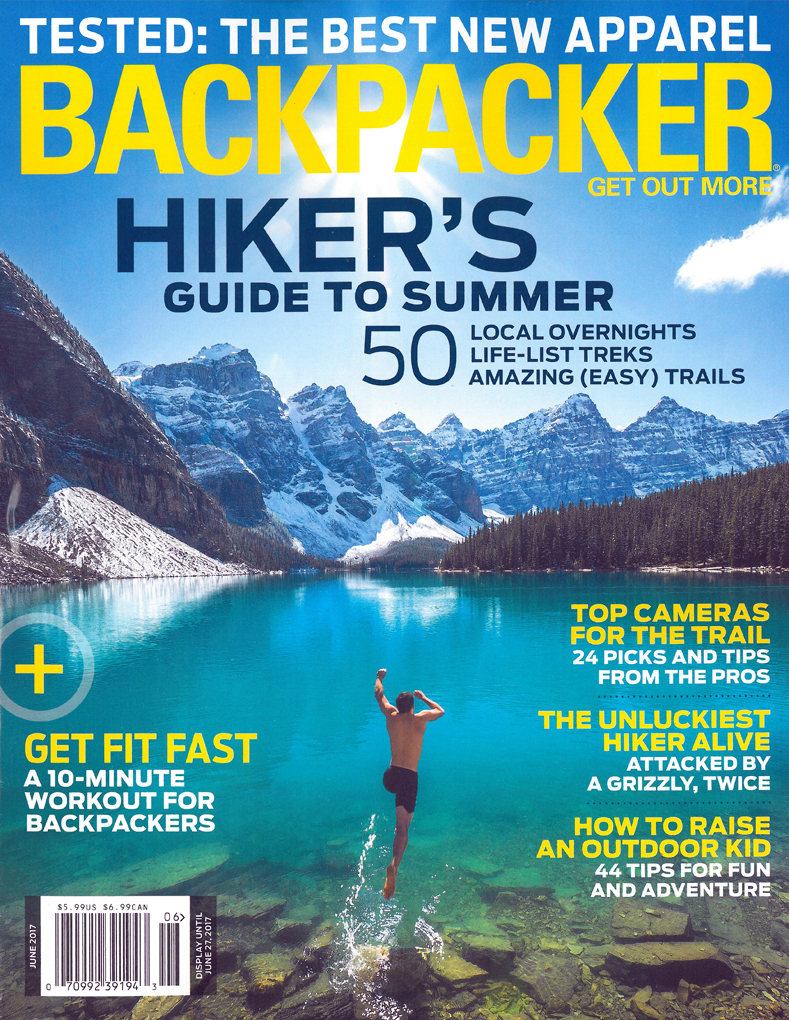 TESTED: THE BEST NEW APPAREL
BACKPACKER®
GET OUT MORE
HIKER'S
GUIDE TO SUMMER
50
LOCAL OVERNIGHTS
LIFE-LIST TREKS
AMAZING (EASY) TRAILS
TOP CAMERAS
FOR THE TRAIL
24 PICKS AND TIPS
FROM THE PROS
THE UNLUCKIEST
HIKER ALIVE
ATTACKED BY
A GRIZZLY, TWICE
HOW TO RAISE
AN OUTDOOR KID
44 TIPS FOR FUN
AND ADVENTURE
+
GET FIT FAST
A 10-MINUTE
WORKOUT FOR
BACKPACKERS
JUNE 2017
$5.99US $6.99CAN
06>
0 70992 39194 3
DISPLAY UNTIL
JUNE 27, 2017